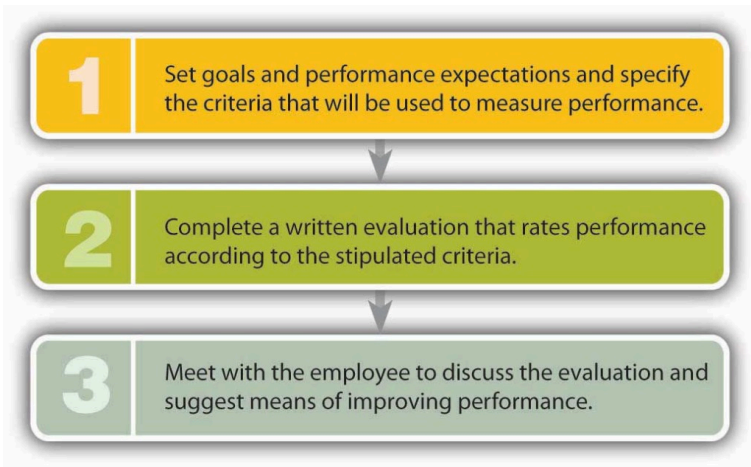 1
Set goals and performance expectations and specify
the criteria that will be used to measure performance.
2
Complete a written evaluation that rates performance
according to the stipulated criteria.
3
Meet with the employee to discuss the evaluation and
suggest means of improving performance.